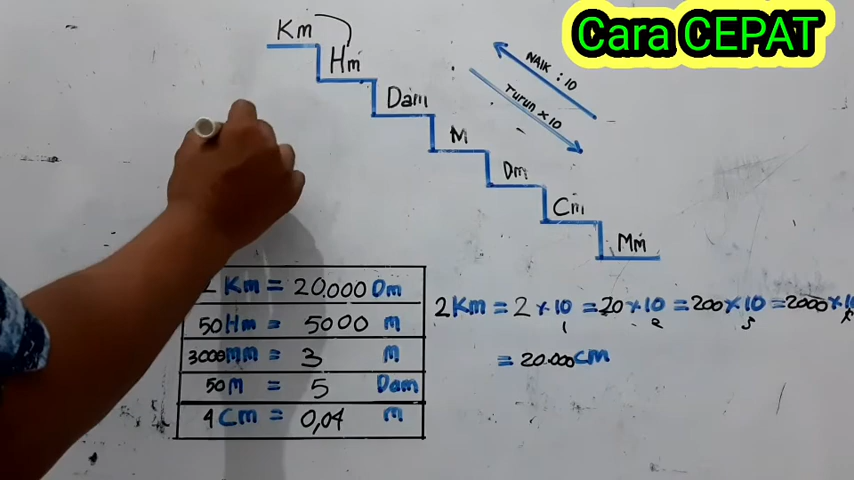 Cara CEPAT
Km
Hm
Dam
M
Dm
Cm
Mm
NAIK : 10
Turun x 10
Km = 20.000 Dm
50 Hm = 5000 m
3000 mm = 3 m
50 m = 5 Dam
4 Cm = 0,04 m
2 Km = 2 x 10 = 20 x 10 = 200 x 10 = 2000 x 10
1 2 3
= 20.000 cm